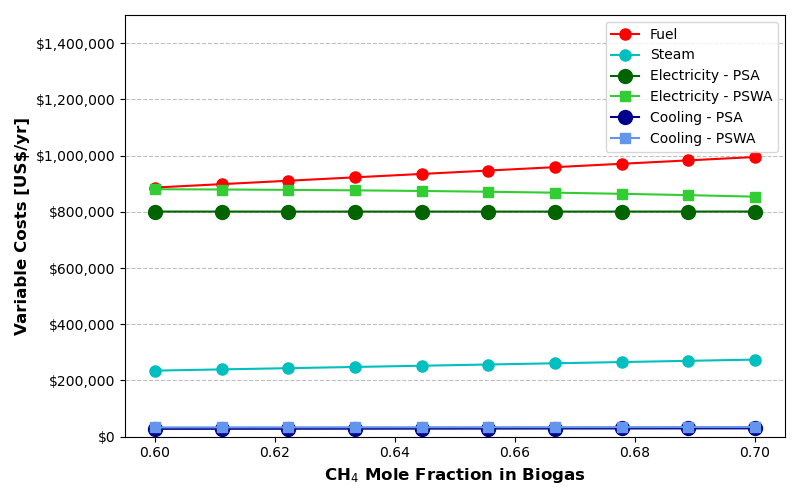 $1,400,000
$1,200,000
$1,000,000
$800,000
$600,000
$400,000
$200,000
$0
Variable Costs [US$/yr]
Fuel
Steam
Electricity - PSA
Electricity - PSWA
Cooling - PSA
Cooling - PSWA
0.60 0.62 0.64 0.66 0.68 0.70
CH₄ Mole Fraction in Biogas